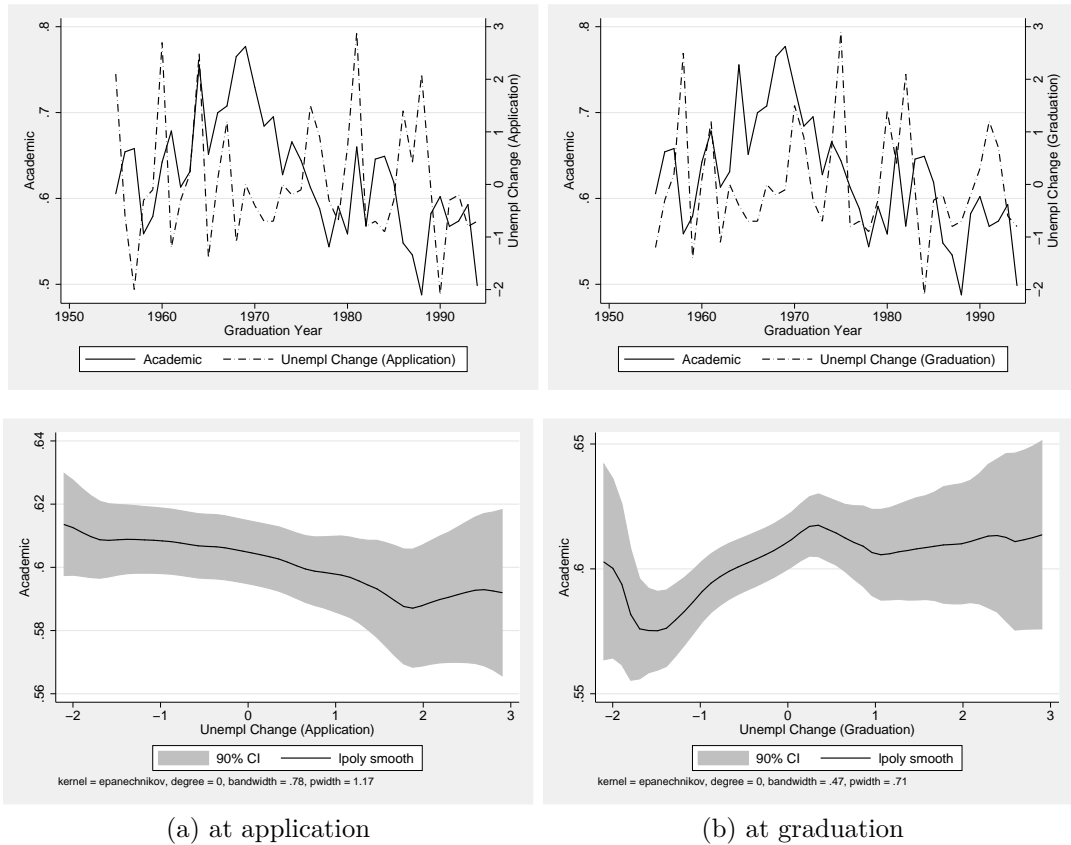 .8
.7
.6
.5
Academic
3
2
1
0
−1
−2
Unempl Change (Application)
1950 1960 1970 1980 1990
Graduation Year
Academic Unempl Change (Application)
.8
.7
.6
.5
Academic
3
2
1
0
−1
−2
Unempl Change (Graduation)
1950 1960 1970 1980 1990
Graduation Year
Academic Unempl Change (Graduation)
.64
.62
.6
.58
.56
Academic
−2 −1 0 1 2 3
Unempl Change (Application)
90% CI lpoly smooth
kernel = epanechnikov, degree = 0, bandwidth = .78, pwidth = 1.17
.65
.6
.55
Academic
−2 −1 0 1 2 3
Unempl Change (Graduation)
90% CI lpoly smooth
kernel = epanechnikov, degree = 0, bandwidth = .47, pwidth = .71
(a) at application
(b) at graduation